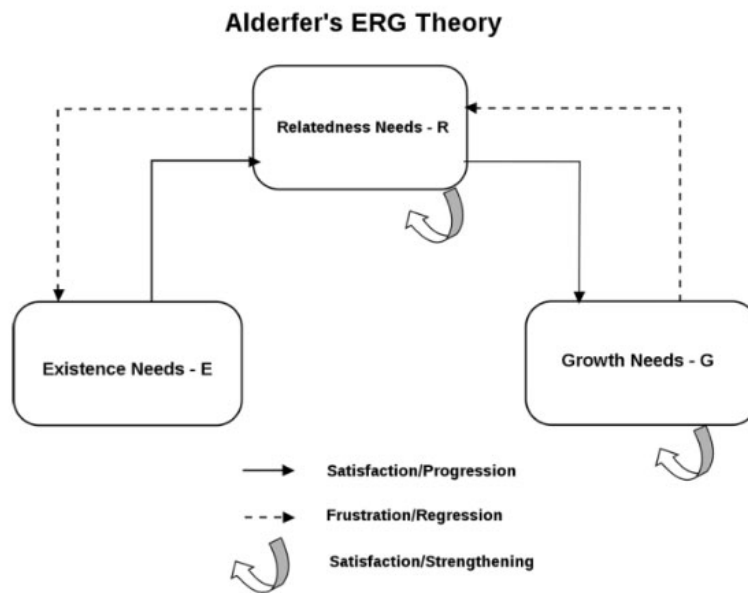 Alderfer's ERG Theory
Relatedness Needs - R
Existence Needs - E
Growth Needs - G
Satisfaction/Progression
Frustration/Regression
Satisfaction/Strengthening